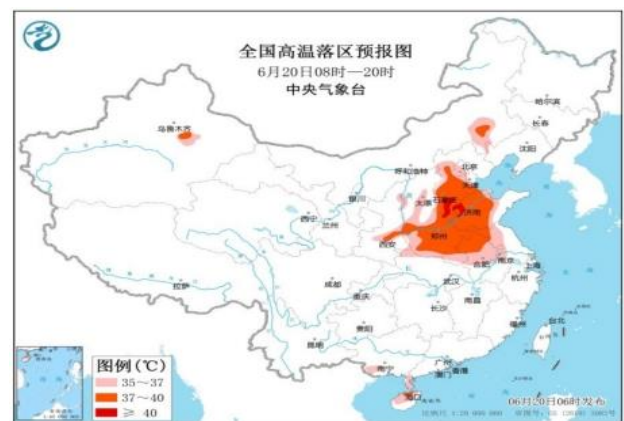 全国高温落区预报图
6月20日08时—20时
中央气象台
哈尔滨
长春
沈阳
乌鲁木齐
呼和浩特
北京
天津
石家庄
太原
济南
银川
西宁
兰州
郑州
西安
合肥
南京
上海
杭州
武汉
成都
重庆
拉萨
长沙
南昌
贵阳
昆明
福州
台北
广州
香港
澳门
南宁
海口
图例(℃)
35～37
37～40
≥ 40
06月20日06时发布